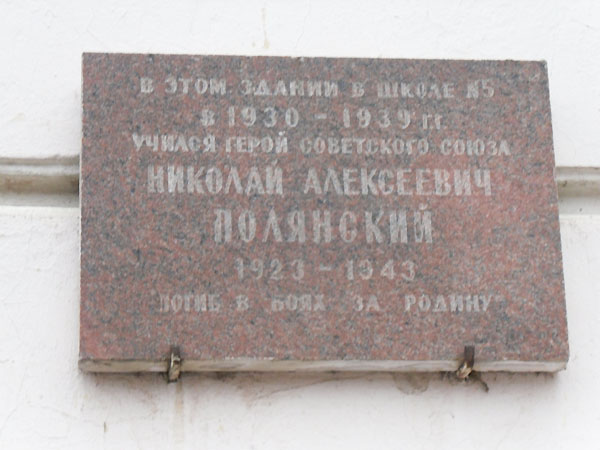 В ЭТОМ ЗДАНИИ В ШКОЛЕ №5
В 1930 - 1939 г.г.
УЧИЛСЯ ГЕРОЙ СОВЕТСКОГО СОЮЗА
НИКОЛАЙ АЛЕКСЕЕВИЧ
ПОЛЯНСКИЙ
1923 - 1943
"ПОГИБ В БОЯХ ЗА РОДИНУ"